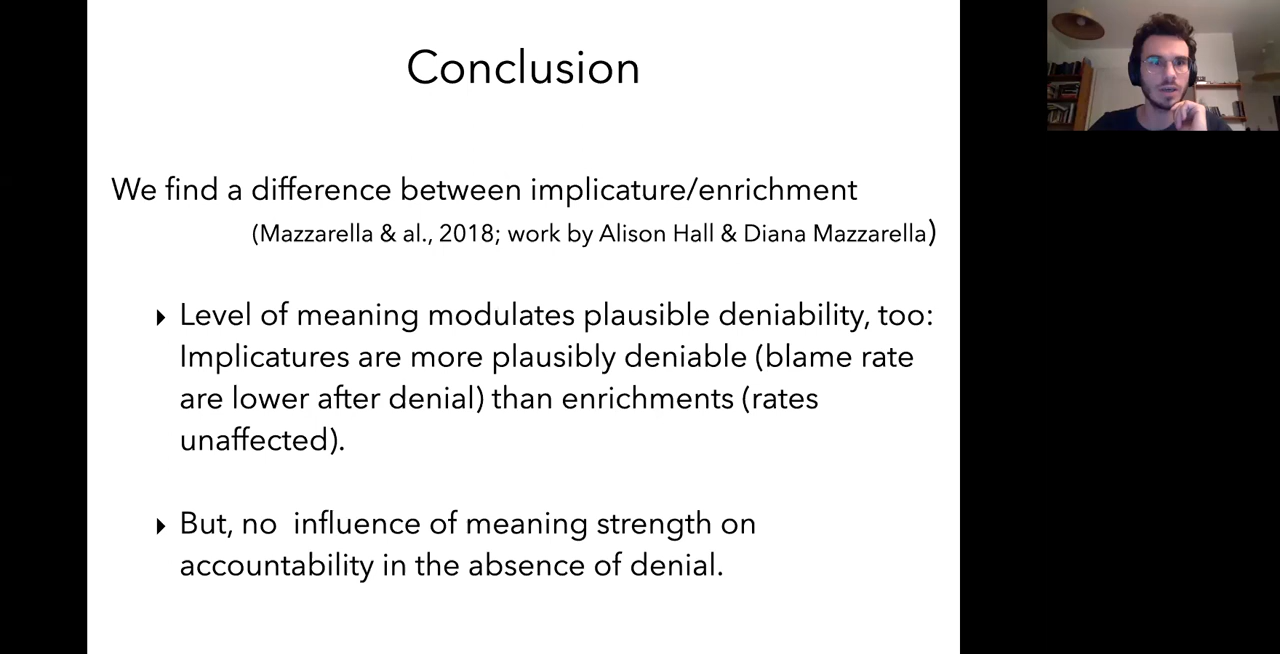 Conclusion
We find a difference between implicature/enrichment
(Mazzarella & al., 2018; work by Alison Hall & Diana Mazzarella)
Level of meaning modulates plausible deniability, too:
Implicatures are more plausibly deniable (blame rate
are lower after denial) than enrichments (rates
unaffected).
But, no  influence of meaning strength on
accountability in the absence of denial.